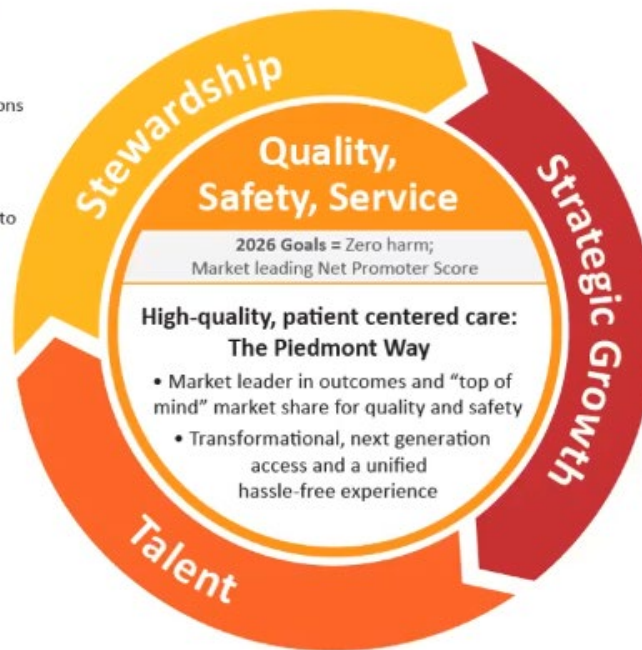 ons
to
Stewardship
Strategic Growth
Talent
Quality,
Safety, Service
2026 Goals = Zero harm;
Market leading Net Promoter Score
High-quality, patient centered care:
The Piedmont Way
• Market leader in outcomes and “top of
mind” market share for quality and safety
• Transformational, next generation
access and a unified
hassle-free experience